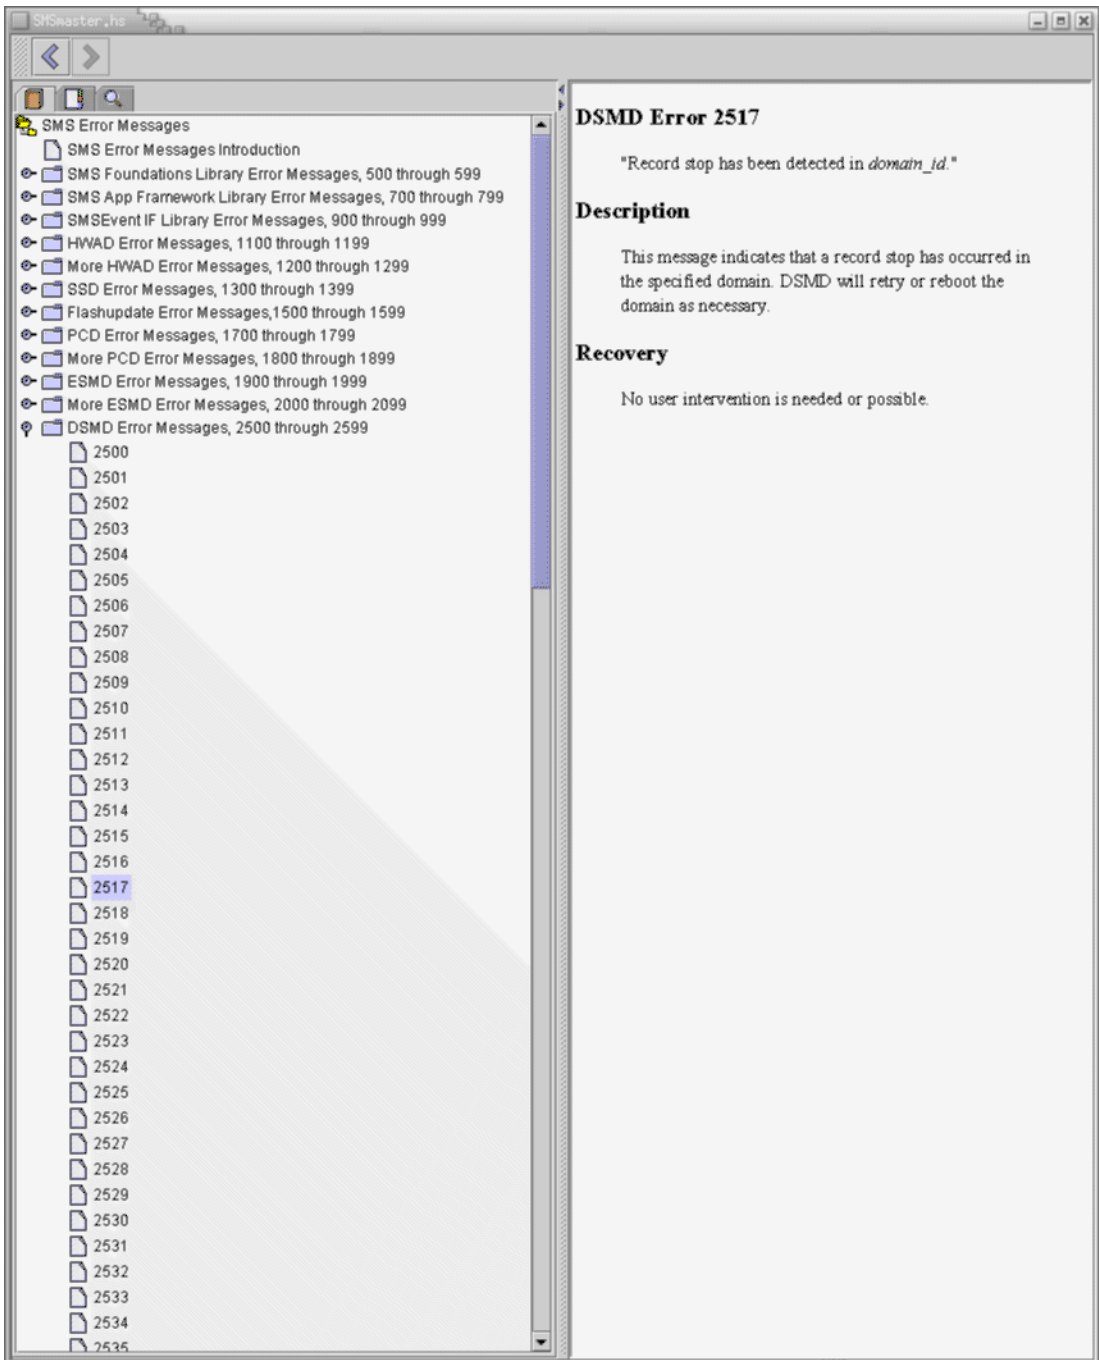 SMSmaster.hs
SMS Error Messages
SMS Error Messages Introduction
SMS Foundations Library Error Messages, 500 through 599
SMS App Framework Library Error Messages, 700 through 799
SMSEvent IF Library Error Messages, 900 through 999
HWAD Error Messages, 1100 through 1199
More HWAD Error Messages, 1200 through 1299
SSD Error Messages, 1300 through 1399
Flashupdate Error Messages,1500 through 1599
PCD Error Messages, 1700 through 1799
More PCD Error Messages, 1800 through 1899
ESMD Error Messages, 1900 through 1999
More ESMD Error Messages, 2000 through 2099
DSMD Error Messages, 2500 through 2599
2500
2501
2502
2503
2504
2505
2506
2507
2508
2509
2510
2511
2512
2513
2514
2515
2516
2517
2518
2519
2520
2521
2522
2523
2524
2525
2526
2527
2528
2529
2530
2531
2532
2533
2534
2535
DSMD Error 2517
"Record stop has been detected in domain_id."
Description
This message indicates that a record stop has occurred in
the specified domain. DSMD will retry or reboot the
domain as necessary.
Recovery
No user intervention is needed or possible.